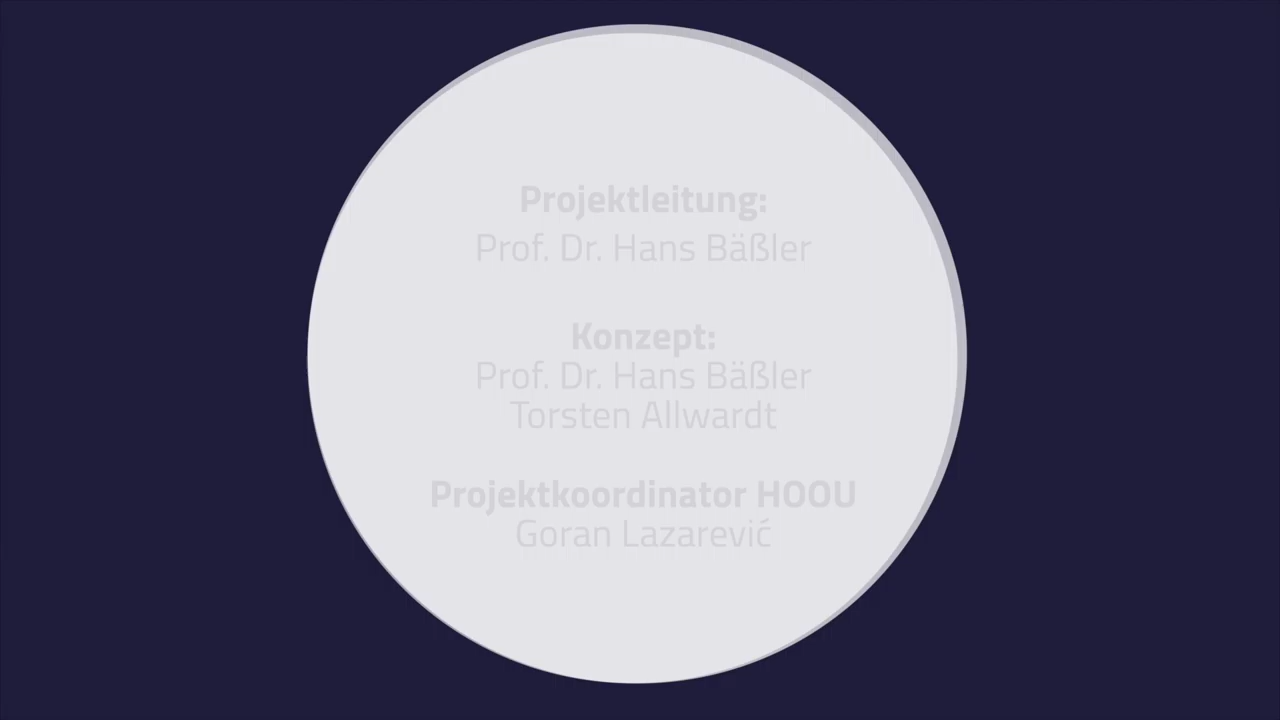 Projektleitung:
Prof. Dr. Hans Bäßler
Konzept:
Prof. Dr. Hans Bäßler
Torsten Allwardt
Projektkoordinator HOOU
Goran Lazarević